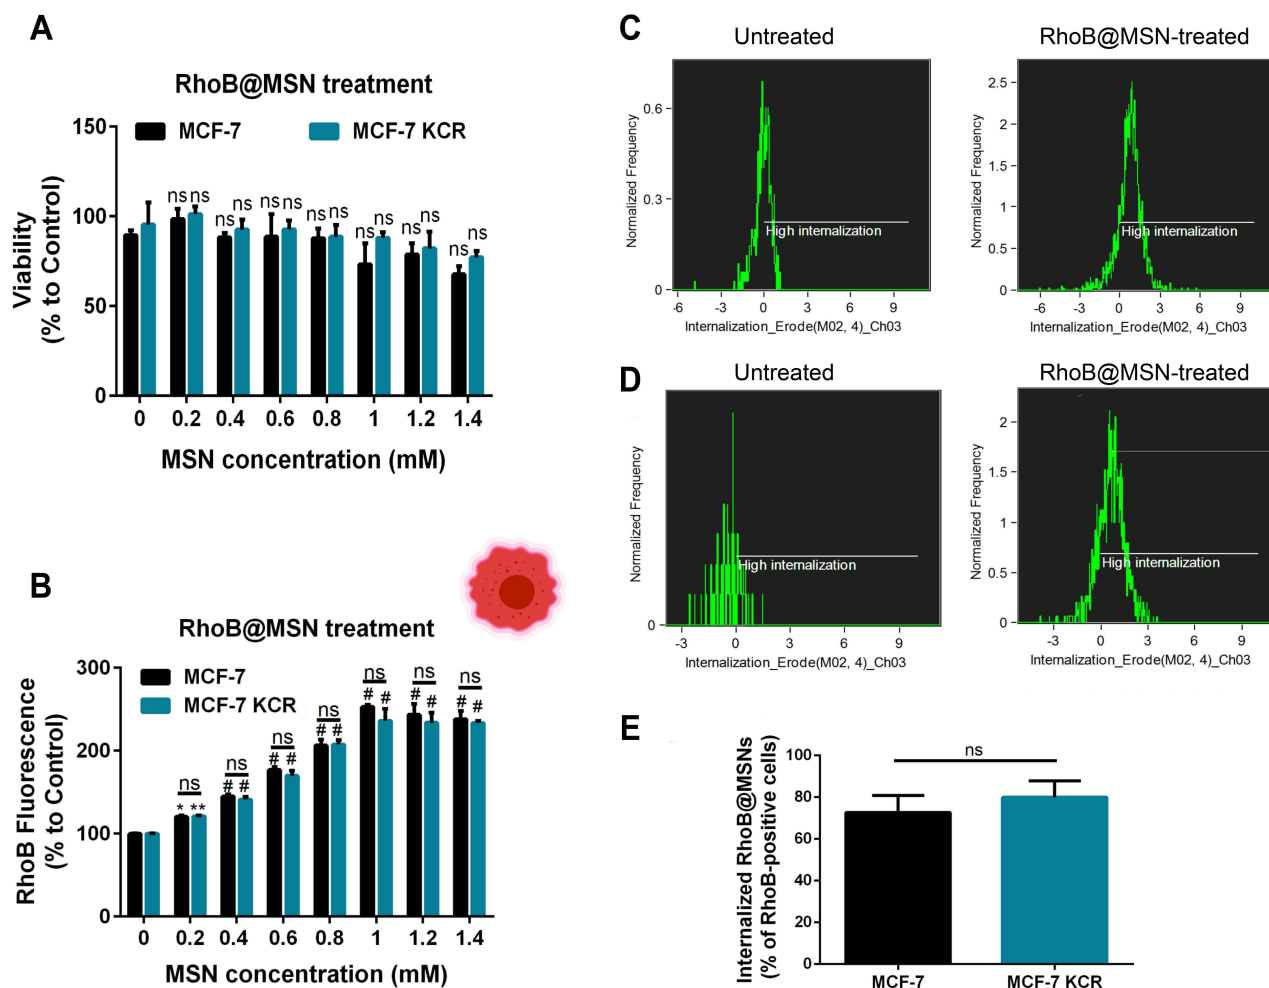 A
RhoB@MSN treatment
MCF-7
MCF-7 KCR
Viability
(% to Control)
150
100
50
0
ns ns
ns ns
ns ns
ns ns
ns ns
ns ns
ns ns
0 0.2 0.4 0.6 0.8 1 1.2 1.4
MSN concentration (mM)
B
RhoB@MSN treatment
MCF-7
MCF-7 KCR
RhoB Fluorescence
(% to Control)
300
200
100
0
ns
* **
ns
# #
ns
# #
ns
# #
ns
# #
ns
# #
ns
# #
0 0.2 0.4 0.6 0.8 1 1.2 1.4
MSN concentration (mM)
C
Untreated
Normalized Frequency
0.6
0.3
0
High internalization
-6 -3 0 3 6 9
Internalization_Erode(M02, 4)_Ch03
RhoB@MSN-treated
Normalized Frequency
2.5
2
1.5
1
0.5
0
High internalization
-6 -3 0 3 6 9
Internalization_Erode(M02, 4)_Ch03
D
Untreated
Normalized Frequency
0
High internalization
-3 0 3 6 9
Internalization_Erode(M02, 4)_Ch03
RhoB@MSN-treated
Normalized Frequency
2
1.5
1
0.5
0
High internalization
-3 0 3 6 9
Internalization_Erode(M02, 4)_Ch03
E
Internalized RhoB@MSNs
(% of RhoB-positive cells)
100
80
60
40
20
0
ns
MCF-7 MCF-7 KCR